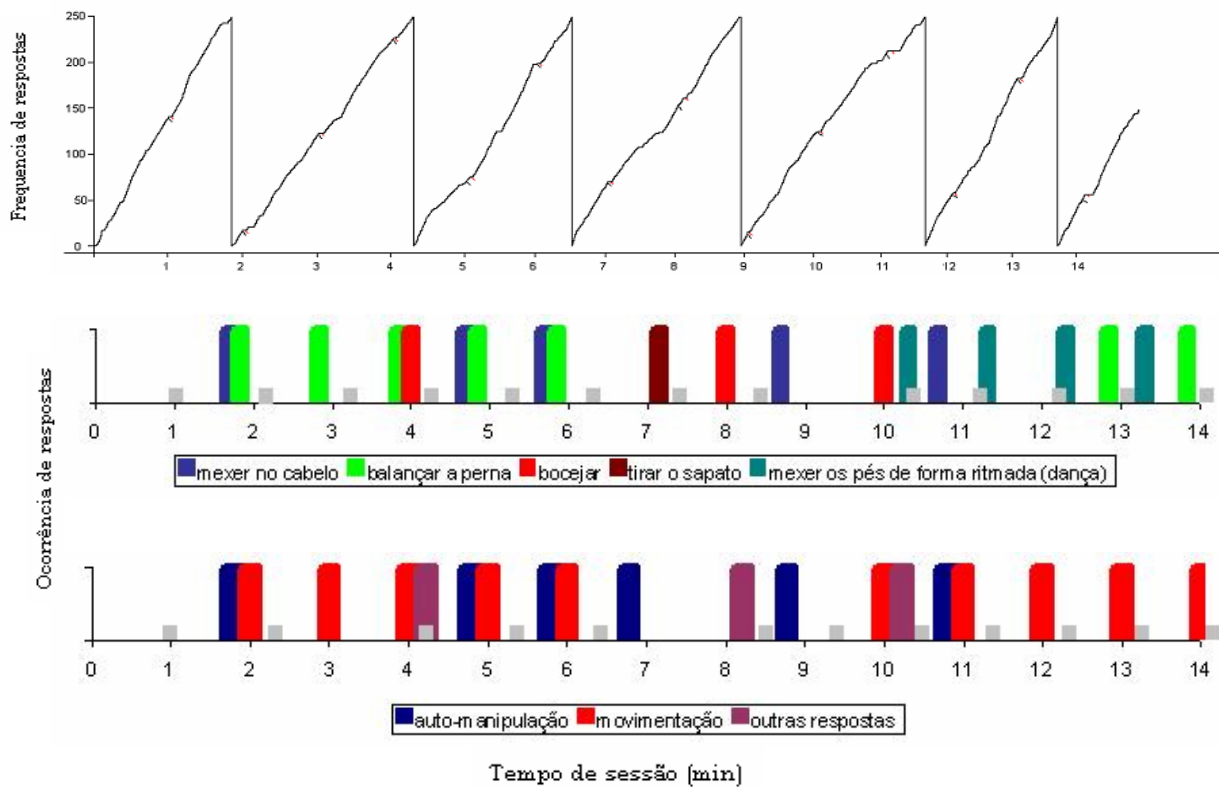 Frequencia de respostas
250
200
150
100
50
0
1 2 3 4 5 6 7 8 9 10 11 12 13 14
Ocorrência de respostas
0 1 2 3 4 5 6 7 8 9 10 11 12 13 14
mexer no cabelo balançar a perna bocejar tirar o sapato mexer os pés de forma ritmada (dança)
0 1 2 3 4 5 6 7 8 9 10 11 12 13 14
auto-manipulação movimentação outras respostas
Tempo de sessão (min)